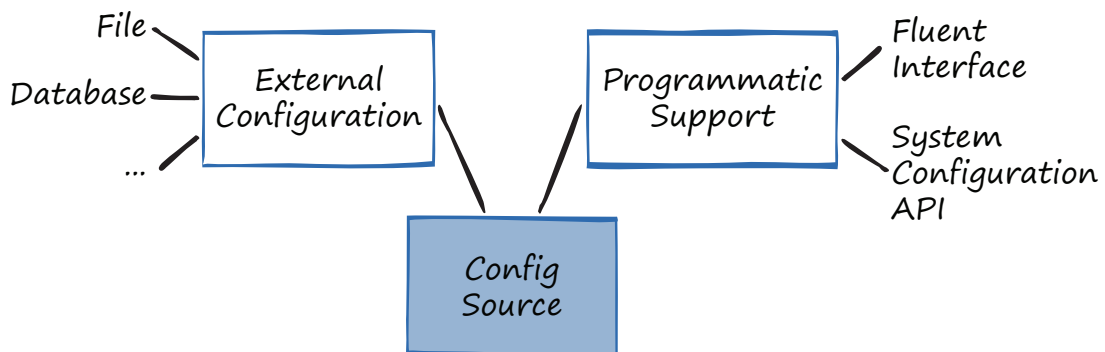 File
Database
...
External
Configuration
Programmatic
Support
Fluent
Interface
System
Configuration
API
Config
Source